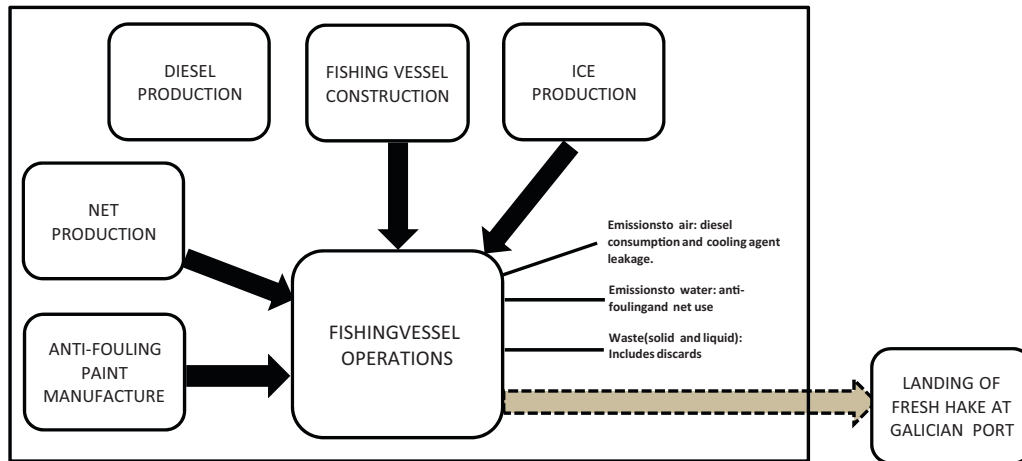 DIESEL
PRODUCTION
FISHING VESSEL
CONSTRUCTION
ICE
PRODUCTION
NET
PRODUCTION
ANTI-FOULING
PAINT
MANUFACTURE
FISHINGVESSEL
OPERATIONS
Emissionsto air: diesel
consumption and cooling agent
leakage.
Emissionsto water: anti-
foulingand net use
Waste(solid and liquid):
Includes discards
LANDING OF
FRESH HAKE AT
GALICIAN PORT